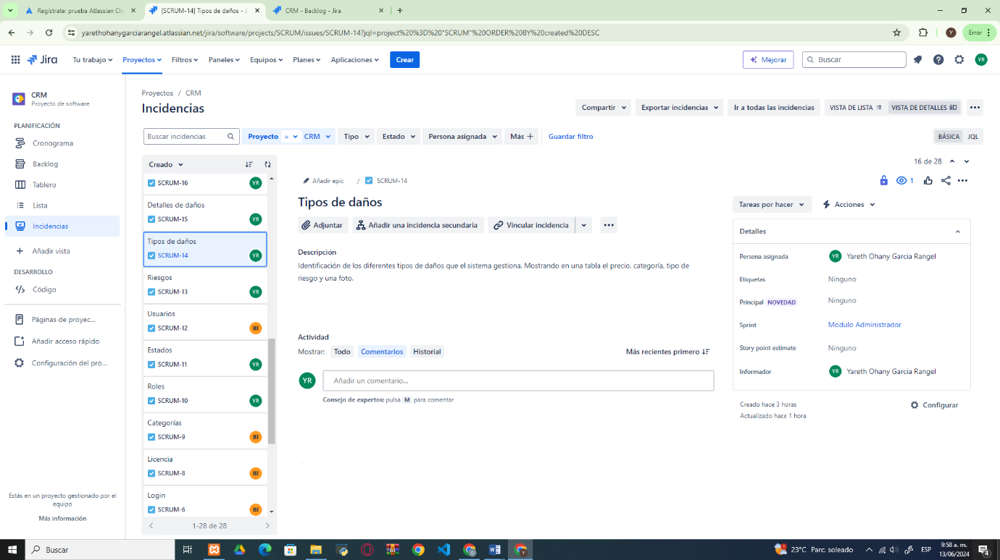 Regístrate: prueba Atlassian Clo
[SCRUM-14] Tipos de daños - J
CRM - Backlog - Jira
yarethohanygarciarangel.atlassian.net/jira/software/projects/SCRUM/issues/SCRUM-14?jql=project%20%3D%20"SCRUM"%20ORDER%20BY%20created%20DESC
Y
Error
Jira
Tu trabajo
Proyectos
Filtros
Paneles
Equipos
Planes
Aplicaciones
Crear
Mejorar
Buscar
YR
CRM
Proyecto de software
PLANIFICACIÓN
Cronograma
Backlog
Tablero
Lista
Incidencias
Añadir vista
DESARROLLO
Código
Páginas de proyec...
Añadir acceso rápido
Configuración del pro...
Estás en un proyecto gestionado por el
equipo
Más información
Proyectos / CRM
Incidencias
Compartir
Exportar incidencias
Ir a todas las incidencias
VISTA DE LISTA
VISTA DE DETALLES
Buscar incidencias
Proyecto = CRM
Tipo
Estado
Persona asignada
Más +
Guardar filtro
BÁSICA
JQL
Creado
SCRUM-16
YR
Detalles de daños
SCRUM-15
YR
Tipos de daños
SCRUM-14
YR
Riesgos
SCRUM-13
YR
Usuarios
SCRUM-12
BI
Estados
SCRUM-11
YR
Roles
SCRUM-10
YR
Categorías
SCRUM-9
BI
Licencia
SCRUM-8
BI
Login
SCRUM-6
BI
1-28 de 28
16 de 28
Añadir epic / SCRUM-14
1
Tipos de daños
Adjuntar
Añadir una incidencia secundaria
Vincular incidencia
Descripción
Identificación de los diferentes tipos de daños que el sistema gestiona. Mostrando en una tabla el precio, categoría, tipo de
riesgo y una foto.
Actividad
Mostrar:
Todo
Comentarios
Historial
Más recientes primero
YR
Añadir un comentario...
Consejo de expertos: pulsa M para comentar
Tareas por hacer
Acciones
Detalles
Persona asignada
YR Yareth Ohany Garcia Rangel
Etiquetas
Ninguno
Principal NOVEDAD
Ninguno
Sprint
Modulo Administrador
Story point estimate
Ninguno
Informador
YR Yareth Ohany Garcia Rangel
Creado hace 3 horas
Actualizado hace 1 hora
Configurar
Buscar
23°C Parc. soleado
ESP
9:58 a. m.
13/06/2024
4